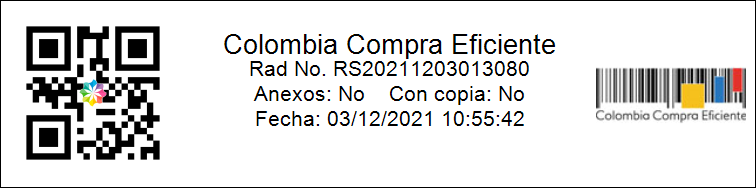 Colombia Compra Eficiente
Rad No. RS20211203013080
Anexos: No    Con copia: No
Fecha: 03/12/2021 10:55:42
Colombia Compra Eficiente